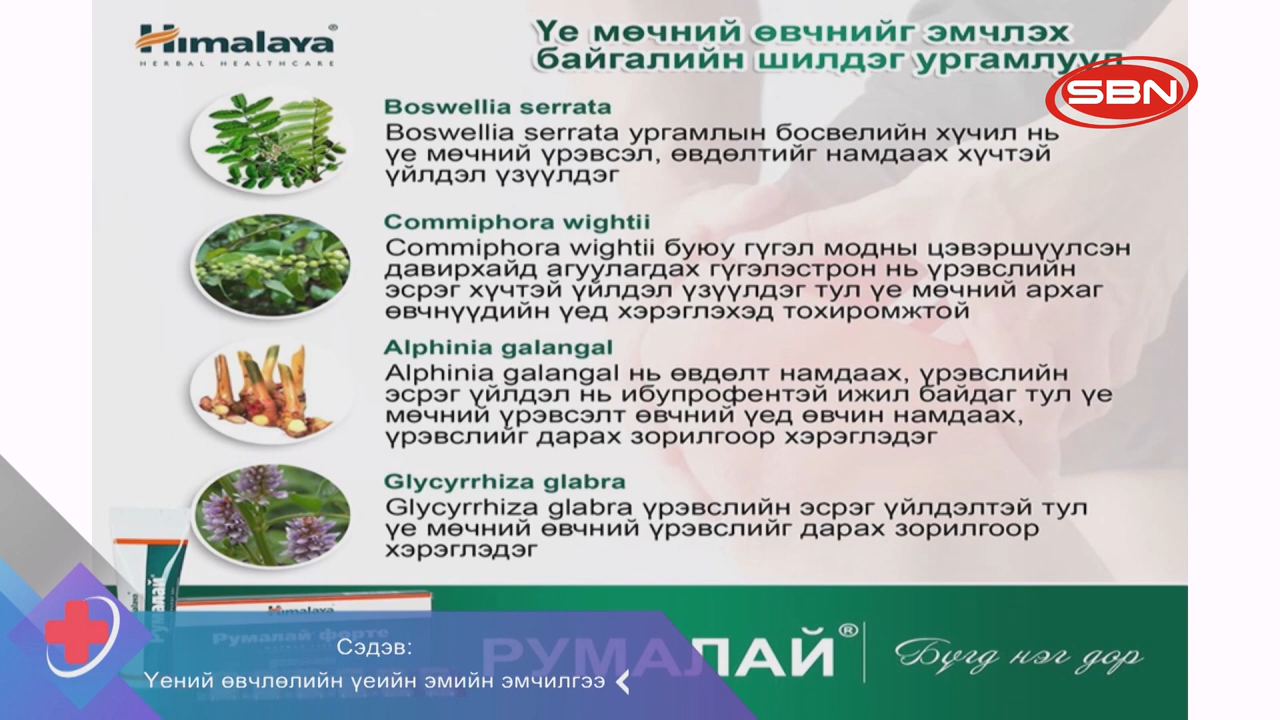 Himalaya®
HERBAL HEALTHCARE
Үе мөчний өвчнийг эмчлэх
байгалийн шилдэг ургамлууд
SBN
Boswellia serrata
Boswellia serrata ургамлын босвелийн хүчил нь
үе мөчний үрэвсэл, өвдөлтийг намдаах хүчтэй
үйлдэл үзүүлдэг
Commiphora wightii
Commiphora wightii буюу гүгэл модны цэвэршүүлсэн
давирхайд агуулагдах гүгэлэстрон нь үрэвслийн
эсрэг хүчтэй үйлдэл үзүүлдэг тул үе мөчний архаг
өвчнүүдийн үед хэрэглэхэд тохиромжтой
Alphinia galangal
Alphinia galangal нь өвдөлт намдаах, үрэвслийн
эсрэг үйлдэл нь ибупрофентэй ижил байдаг тул үе
мөчний үрэвсэлт өвчний үед өвчин намдаах,
үрэвслийг дарах зорилгоор хэрэглэдэг
Glycyrrhiza glabra
Glycyrrhiza glabra үрэвслийн эсрэг үйлдэлтэй тул
үе мөчний өвчний үрэвслийг дарах зорилгоор
хэрэглэдэг
Румалай
Himalaya
Румалай форте
РУМАЛАЙ®
Бүгд нэг дор
Сэдэв:
Үений өвчлөлийн үеийн эмийн эмчилгээ